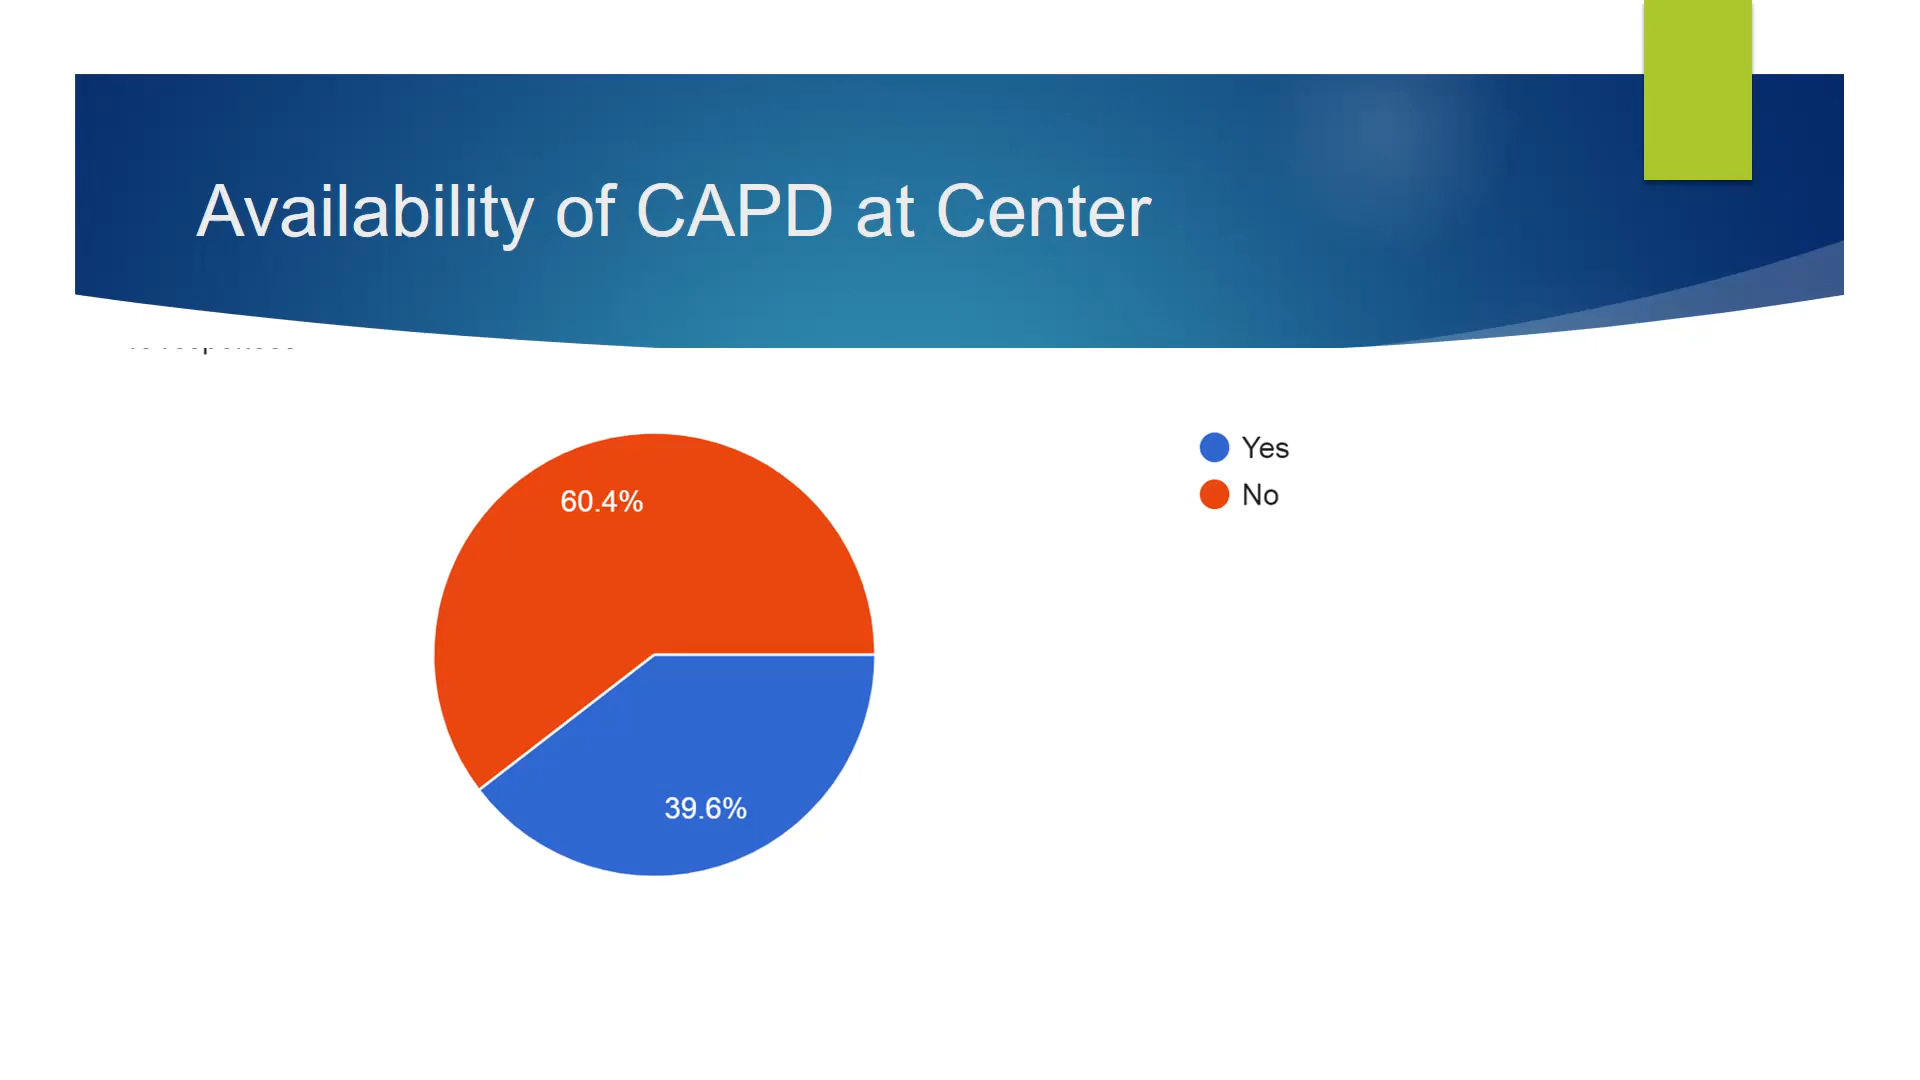 Availability of CAPD at Center
Yes
No
60.4%
39.6%